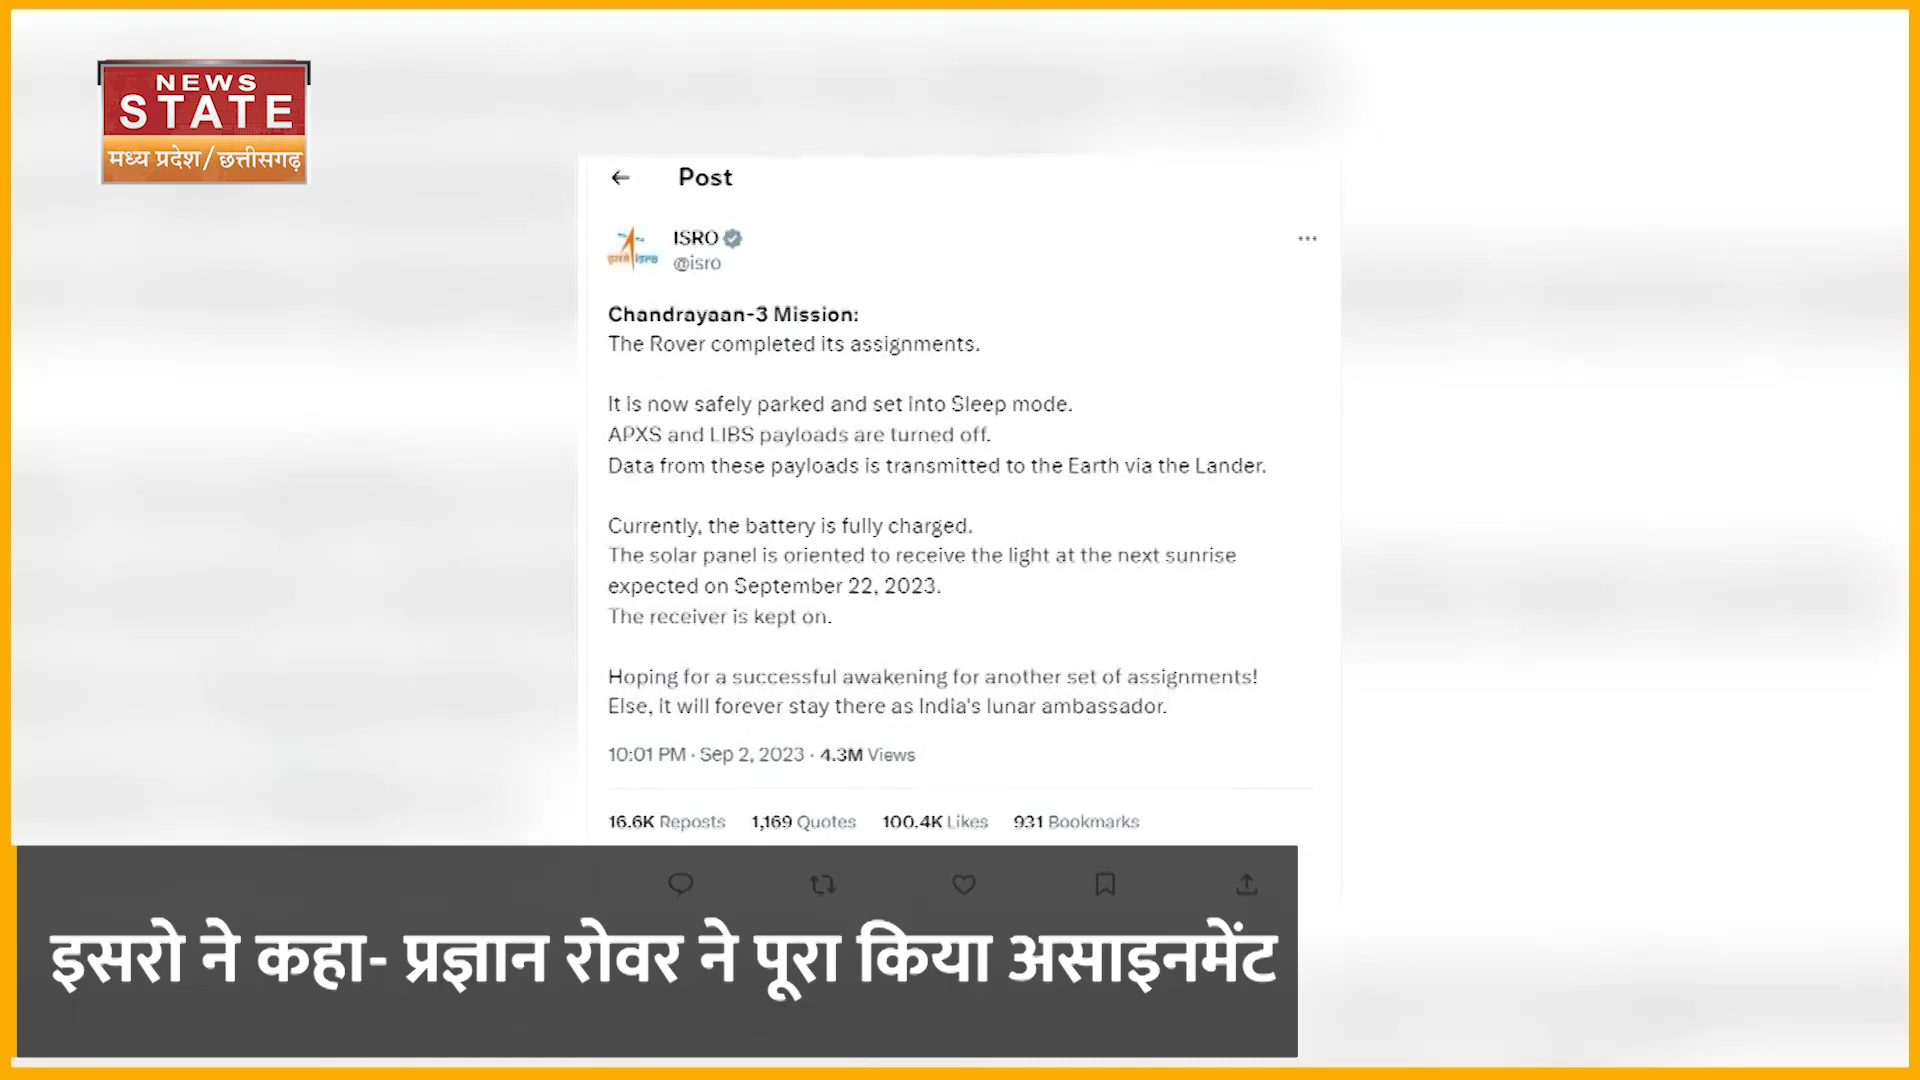 NEWS
STATE
मध्य प्रदेश/छत्तीसगढ़
Post
इसरो isro
ISRO
@isro
Chandrayaan-3 Mission:
The Rover completed its assignments.
It is now safely parked and set into Sleep mode.
APXS and LIBS payloads are turned off.
Data from these payloads is transmitted to the Earth via the Lander.
Currently, the battery is fully charged.
The solar panel is oriented to receive the light at the next sunrise
expected on September 22, 2023.
The receiver is kept on.
Hoping for a successful awakening for another set of assignments!
Else, it will forever stay there as India's lunar ambassador.
10:01 PM · Sep 2, 2023 · 4.3M Views
16.6K Reposts 1,169 Quotes 100.4K Likes 931 Bookmarks
इसरो ने कहा- प्रज्ञान रोवर ने पूरा किया असाइनमेंट